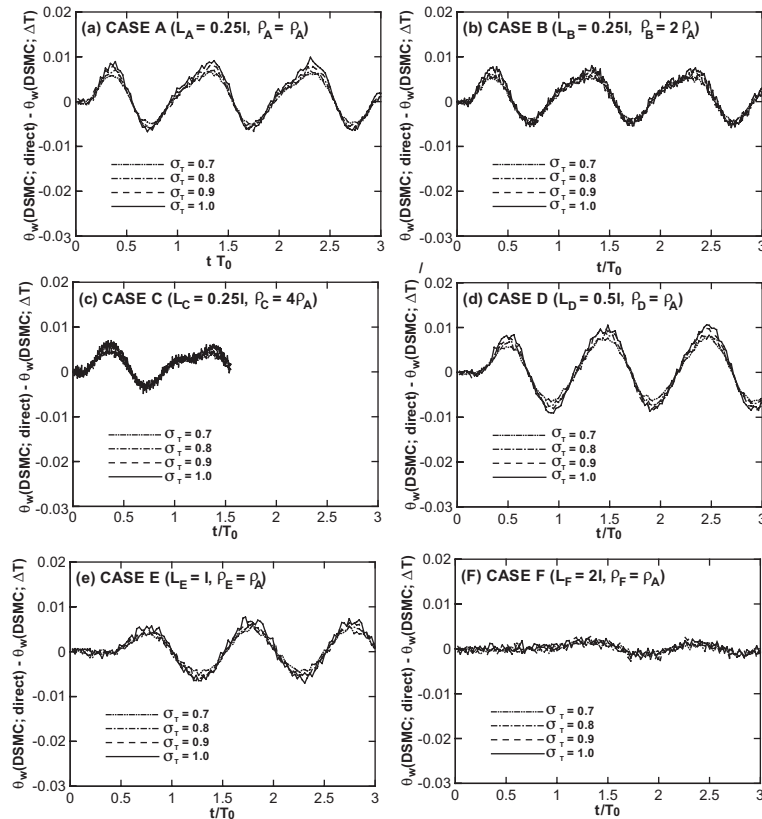 (a) CASE A (L_A = 0.25l, ρ_A = ρ_A)
θ_w(DSMC; direct) - θ_w(DSMC; ΔT)
0.02
0.01
0
-0.01
-0.02
-0.03
σ_T = 0.7
σ_T = 0.8
σ_T = 0.9
σ_T = 1.0
0 0.5 1 1.5 2 2.5 3
t T_0
(b) CASE B (L_B = 0.25l, ρ_B = 2 ρ_A)
θ_w(DSMC; direct) - θ_w(DSMC; ΔT)
0.02
0.01
0
-0.01
-0.02
-0.03
σ_T = 0.7
σ_T = 0.8
σ_T = 0.9
σ_T = 1.0
0 0.5 1 1.5 2 2.5 3
t/T_0
/
(c) CASE C (L_C = 0.25l, ρ_C = 4ρ_A)
θ_w(DSMC; direct) - θ_w(DSMC; ΔT)
0.02
0.01
0
-0.01
-0.02
-0.03
σ_T = 0.7
σ_T = 0.8
σ_T = 0.9
σ_T = 1.0
0 0.5 1 1.5 2 2.5 3
t/T_0
(d) CASE D (L_D = 0.5l, ρ_D = ρ_A)
θ_w(DSMC; direct) - θ_w(DSMC; ΔT)
0.02
0.01
0
-0.01
-0.02
-0.03
σ_T = 0.7
σ_T = 0.8
σ_T = 0.9
σ_T = 1.0
0 0.5 1 1.5 2 2.5 3
t/T_0
(e) CASE E (L_E = l, ρ_E = ρ_A)
θ_w(DSMC; direct) - θ_w(DSMC; ΔT)
0.02
0.01
0
-0.01
-0.02
-0.03
σ_T = 0.7
σ_T = 0.8
σ_T = 0.9
σ_T = 1.0
0 0.5 1 1.5 2 2.5 3
t/T_0
(F) CASE F (L_F = 2l, ρ_F = ρ_A)
θ_w(DSMC; direct) - θ_w(DSMC; ΔT)
0.02
0.01
0
-0.01
-0.02
-0.03
σ_T = 0.7
σ_T = 0.8
σ_T = 0.9
σ_T = 1.0
0 0.5 1 1.5 2 2.5 3
t/T_0